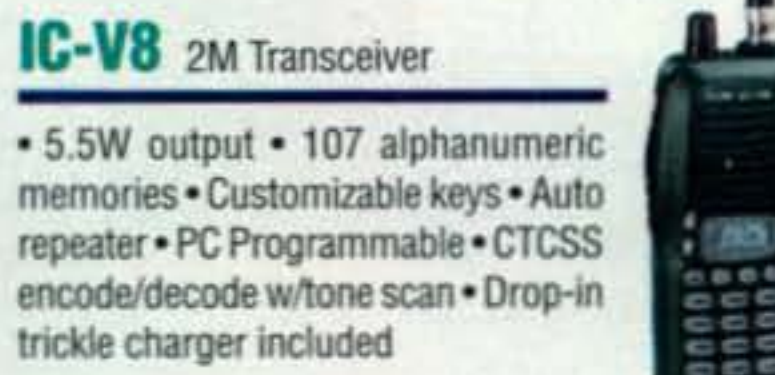 IC-V8 2M Transceiver
• 5.5W output • 107 alphanumeric
memories • Customizable keys • Auto
repeater • PC Programmable • CTCSS
encode/decode w/tone scan • Drop-in
trickle charger included